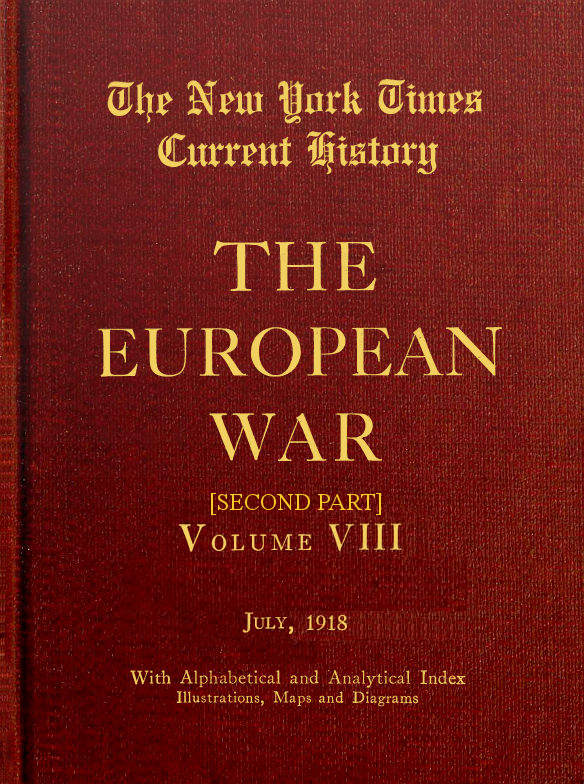 The New York Times
Current History
THE
EUROPEAN
WAR
[SECOND PART]
VOLUME VIII
JULY, 1918
With Alphabetical and Analytical Index
Illustrations, Maps and Diagrams